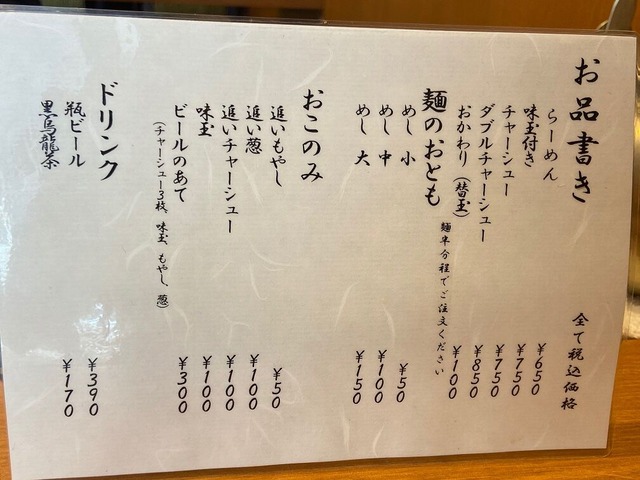 お品書き
全て税込価格
らーめん ¥650
味玉付き ¥750
チャーシュー ¥750
ダブルチャーシュー ¥850
おかわり（替玉） ¥100
麺半分程でご注文ください
麺のおとも
めし 小 ¥50
めし 中 ¥100
めし 大 ¥150
おこのみ
追いもやし ¥50
追い葱 ¥100
追いチャーシュー ¥100
味玉 ¥100
ビールのあて ¥300
（チャーシュー3枚、味玉、もやし、葱）
ドリンク
瓶ビール ¥390
黒烏龍茶 ¥170